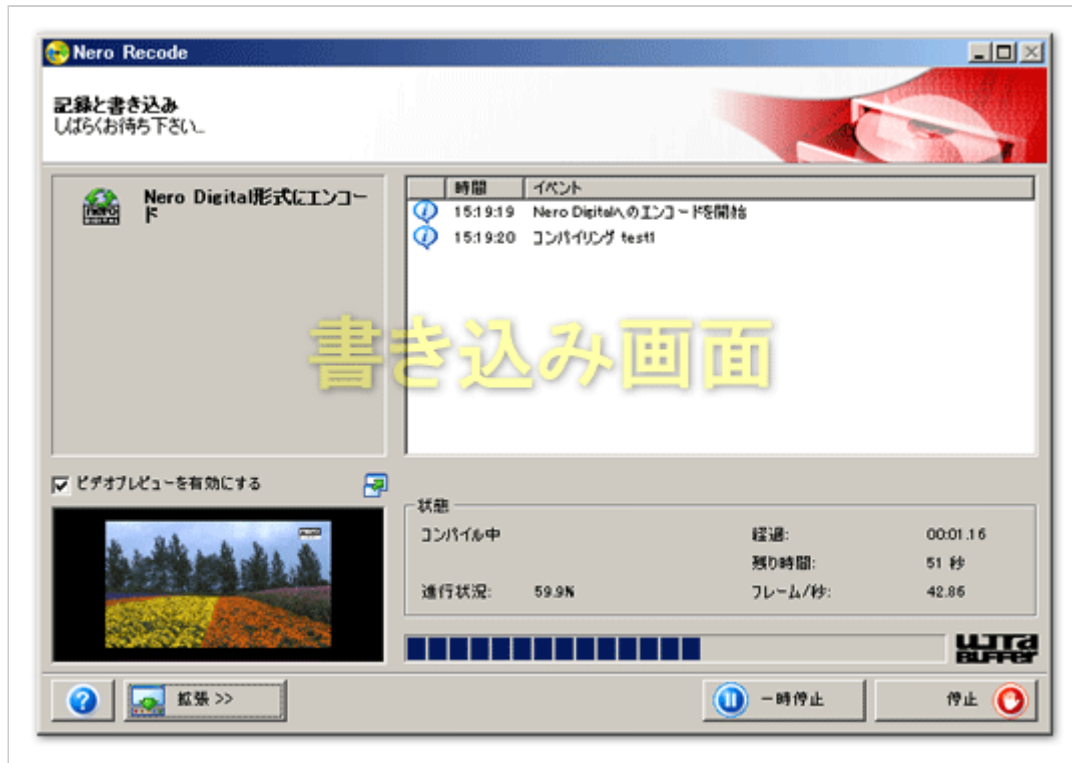 Nero Recode
記録と書き込み
しばらくお待ち下さい...
Nero Digital形式にエンコー
ド
時間 イベント
15:19:19 Nero Digitalへのエンコードを開始
15:19:20 コンパイリング test1
書き込み画面
ビデオプレビューを有効にする
状態
コンパイル中 経過: 00:01.16
残り時間: 51 秒
進行状況: 59.9% フレーム/秒: 42.86
ULTRA
BUFFER
拡張 >>
一時停止
停止